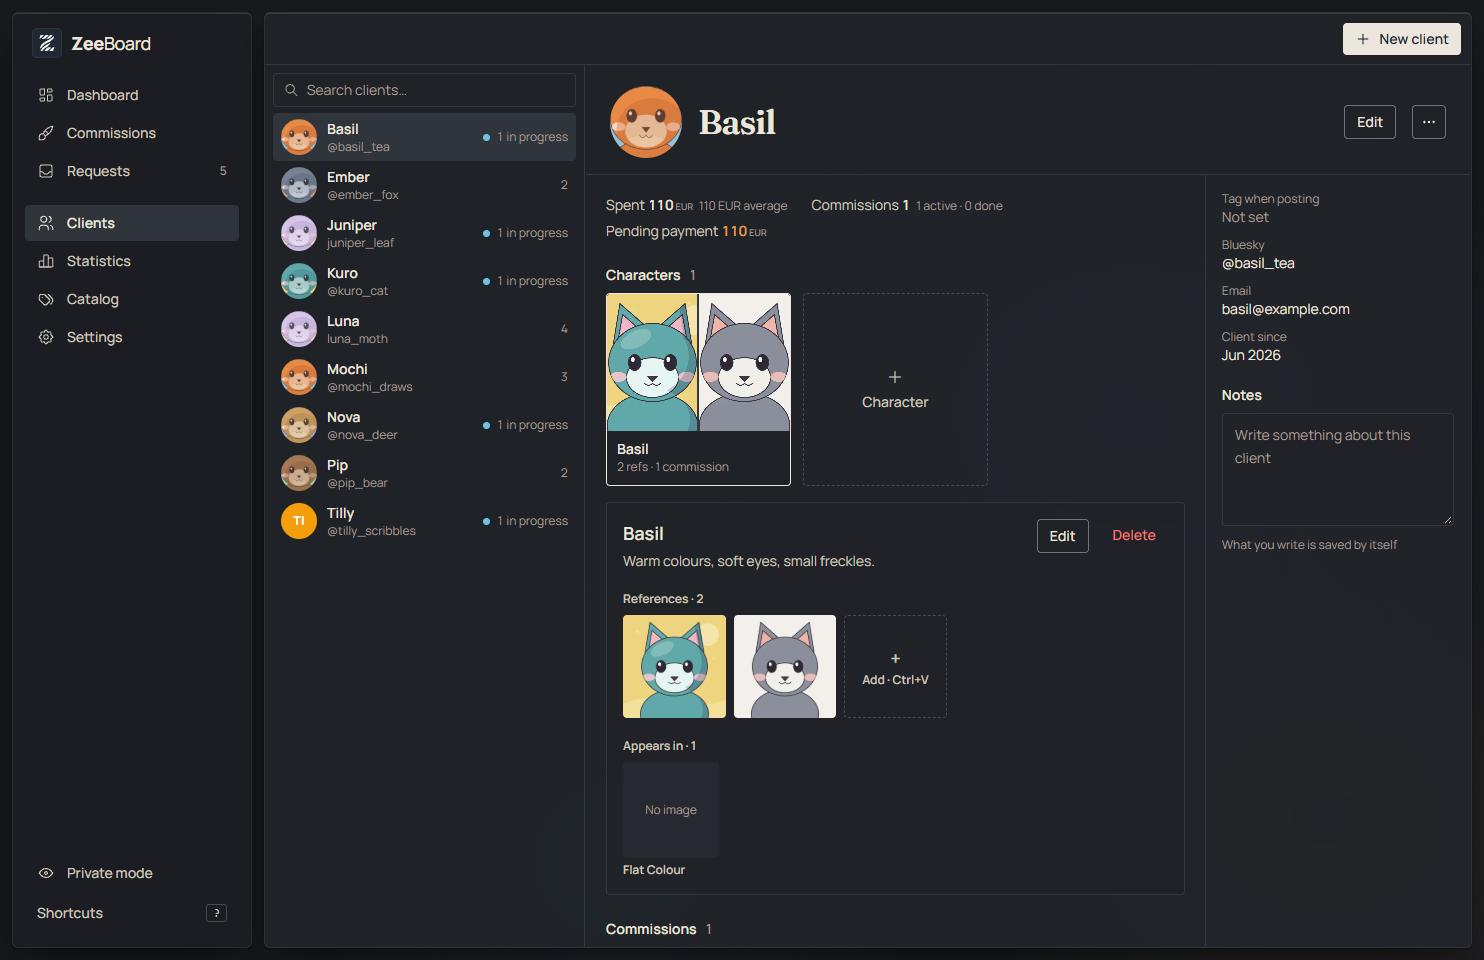 ZeeBoard
Dashboard
Commissions
Requests 5
Clients
Statistics
Catalog
Settings
Private mode
Shortcuts ?
+ New client
Search clients...
Basil
@basil_tea
1 in progress
Ember
@ember_fox
2
Juniper
juniper_leaf
1 in progress
Kuro
@kuro_cat
1 in progress
Luna
luna_moth
4
Mochi
@mochi_draws
3
Nova
@nova_deer
1 in progress
Pip
@pip_bear
2
TI
Tilly
@tilly_scribbles
1 in progress
Basil
Edit
...
Spent 110 EUR 110 EUR average Commissions 1 1 active · 0 done
Pending payment 110 EUR
Characters 1
Basil
2 refs · 1 commission
+
Character
Basil
Edit
Delete
Warm colours, soft eyes, small freckles.
References · 2
+
Add · Ctrl+V
Appears in · 1
No image
Flat Colour
Commissions 1
Tag when posting
Not set
Bluesky
@basil_tea
Email
basil@example.com
Client since
Jun 2026
Notes
Write something about this
client
What you write is saved by itself